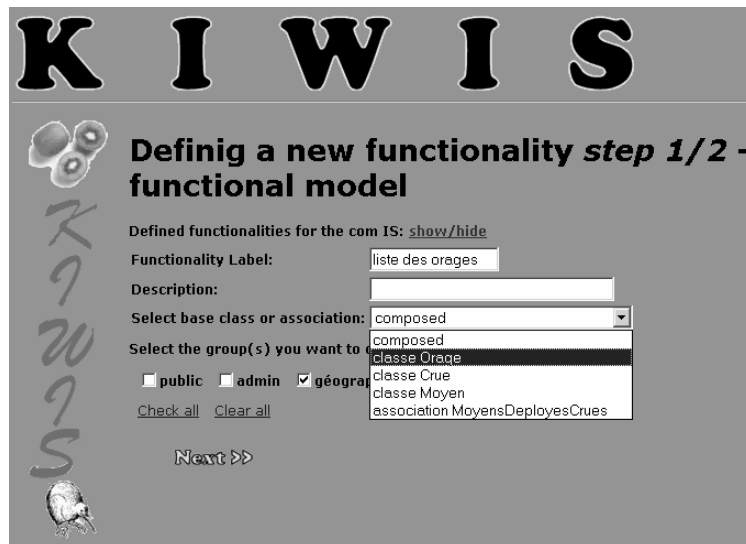 KIWIS
KIWIS
Definig a new functionality step 1/2 -
functional model
Defined functionalities for the com IS: show/hide
Functionality Label: liste des orages
Description:
Select base class or association: composed
composed
classe Orage
classe Crue
classe Moyen
association MoyensDeployesCrues
Select the group(s) you want to
public admin
Check all Clear all
Next >>